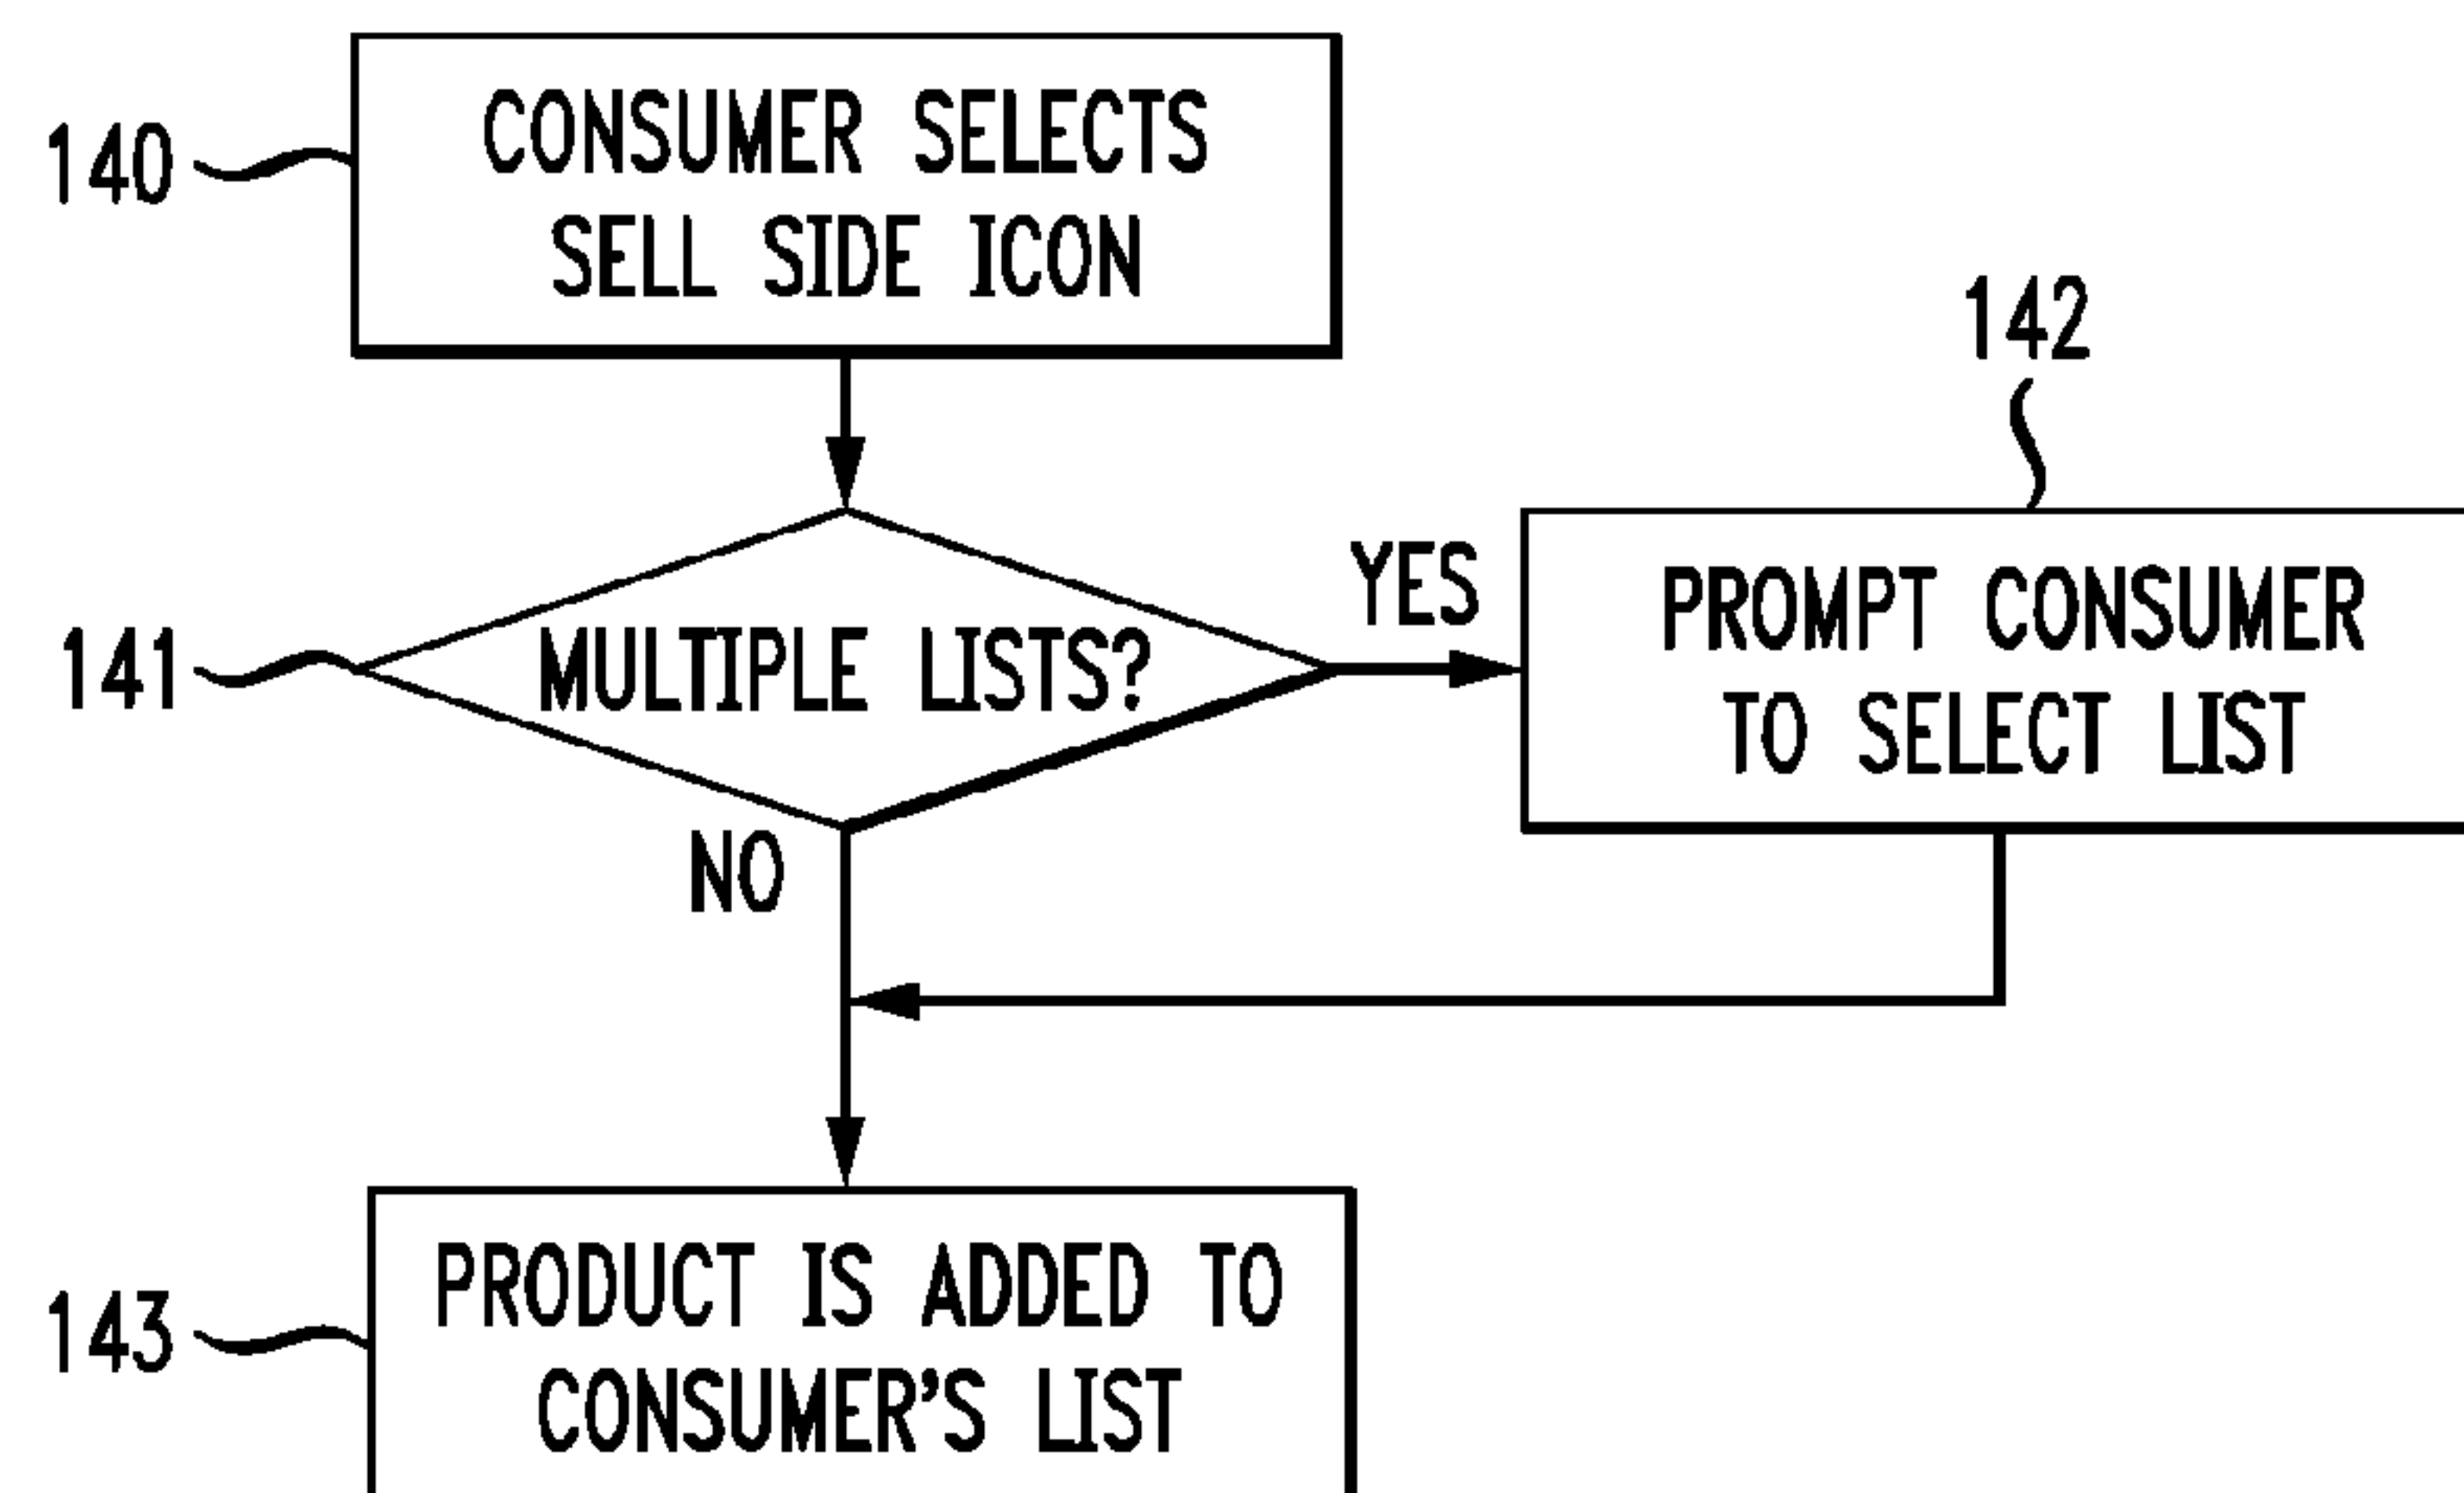 140
CONSUMER SELECTS
SELL SIDE ICON
142
141
MULTIPLE LISTS?
YES
PROMPT CONSUMER
TO SELECT LIST
NO
143
PRODUCT IS ADDED TO
CONSUMER'S LIST